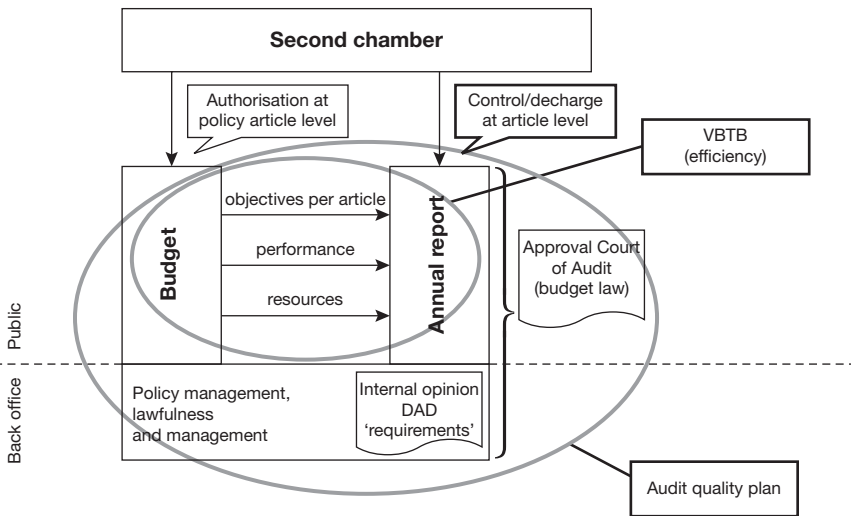 Second chamber
Authorisation at
policy article level
Control/decharge
at article level
VBTB
(efficiency)
Budget
objectives per article
performance
resources
Annual report
Approval Court
of Audit
(budget law)
Public
Back office
Policy management,
lawfulness
and management
Internal opinion
DAD
‘requirements’
Audit quality plan